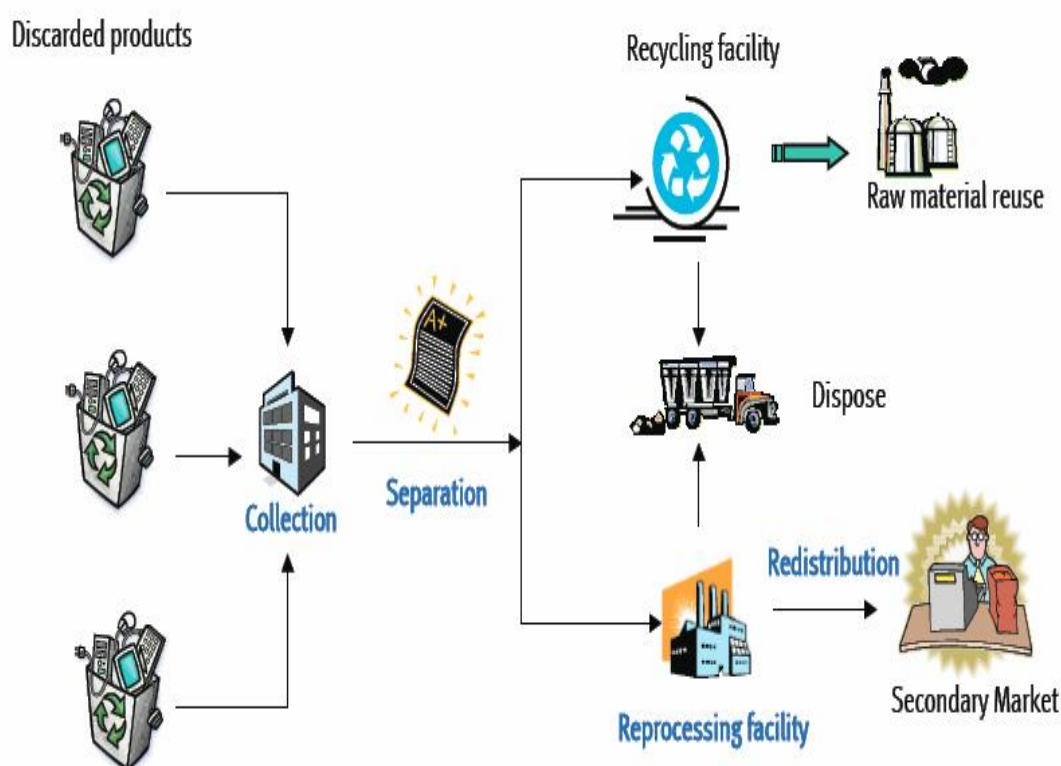 Discarded products
Recycling facility
Raw material reuse
A+
Separation
Collection
Dispose
Redistribution
Reprocessing facility
Secondary Market